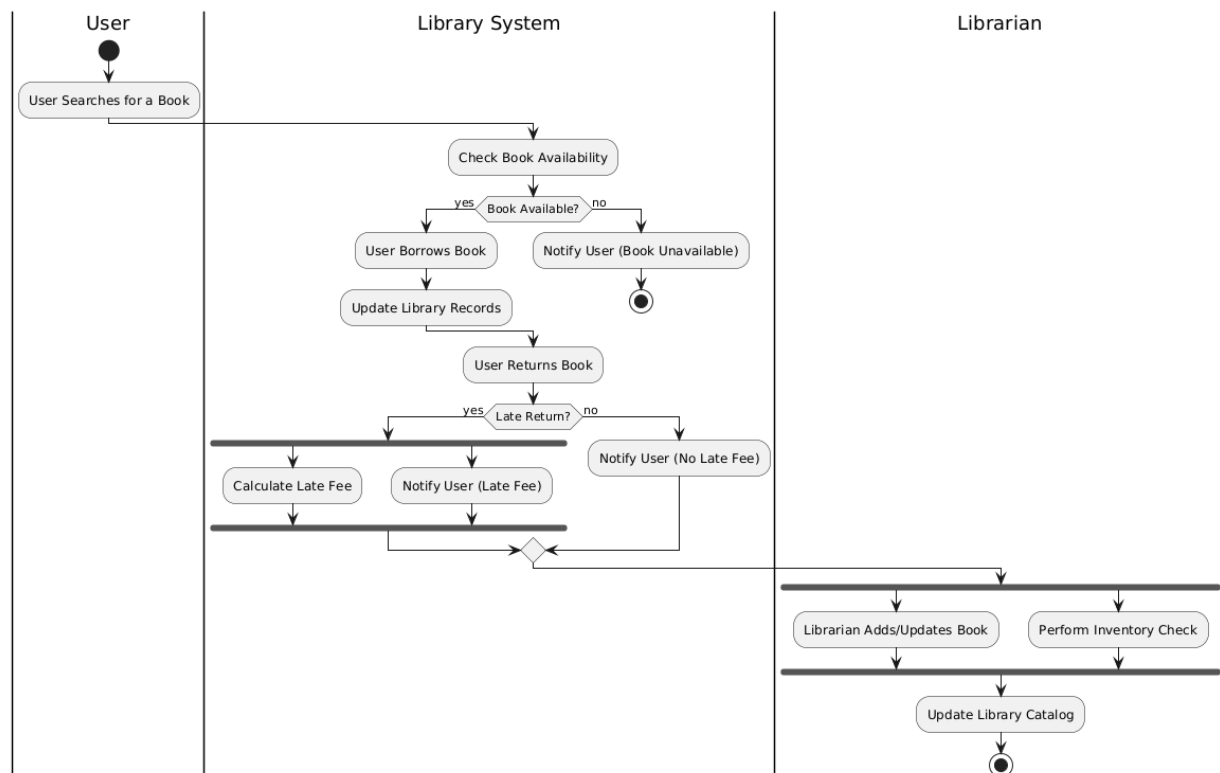 User
Library System
Librarian
User Searches for a Book
Check Book Availability
yes
Book Available?
no
User Borrows Book
Notify User (Book Unavailable)
Update Library Records
User Returns Book
yes
Late Return?
no
Notify User (No Late Fee)
Calculate Late Fee
Notify User (Late Fee)
Librarian Adds/Updates Book
Perform Inventory Check
Update Library Catalog